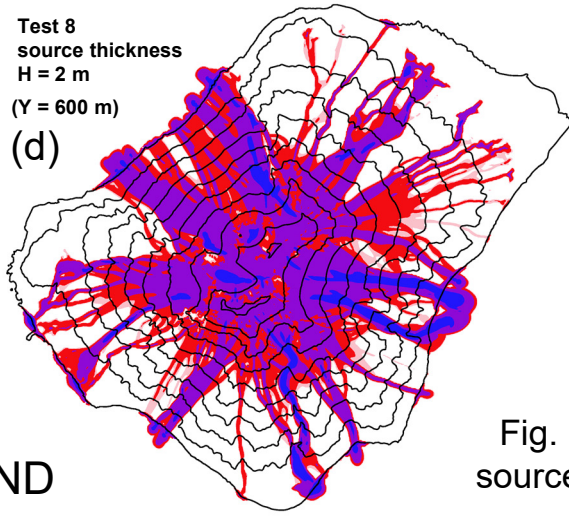 Test 8
source thickness
H = 2 m
(Y = 600 m)
(d)
ND
Fig.
source